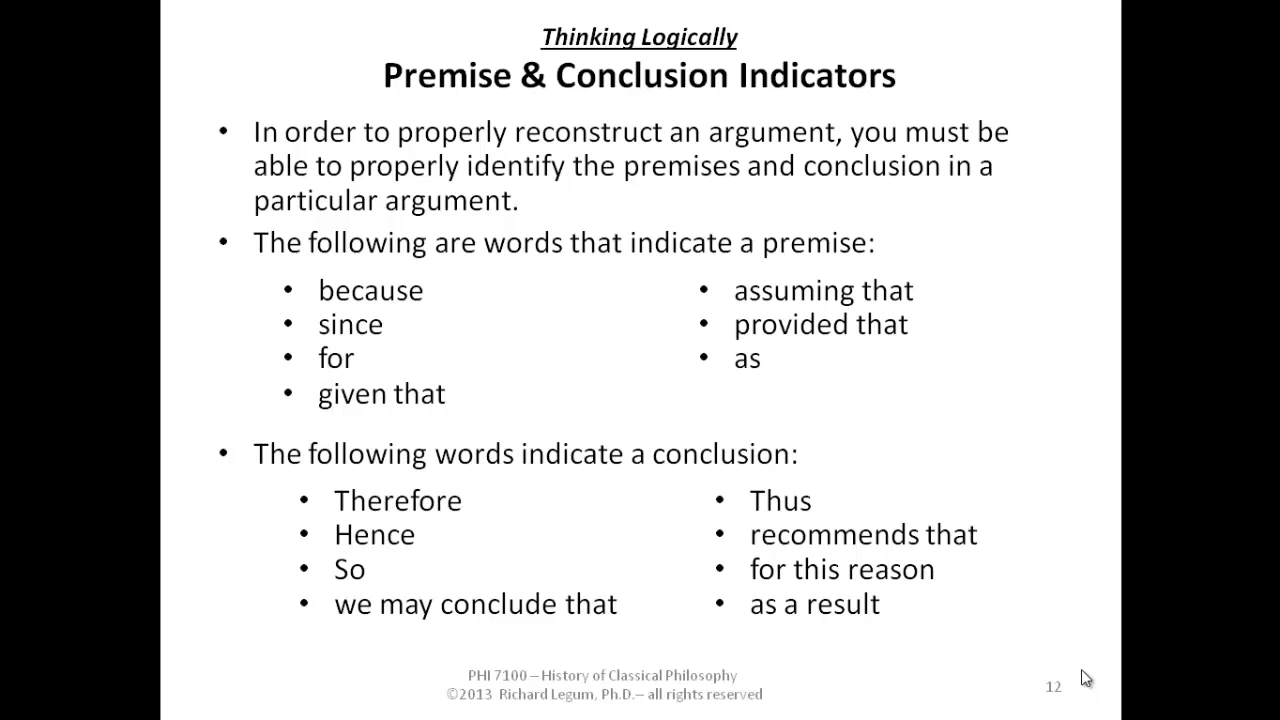 Thinking Logically
Premise & Conclusion Indicators
• In order to properly reconstruct an argument, you must be
able to properly identify the premises and conclusion in a
particular argument.
• The following are words that indicate a premise:
• because
• since
• for
• given that
• assuming that
• provided that
• as
• The following words indicate a conclusion:
• Therefore
• Hence
• So
• we may conclude that
• Thus
• recommends that
• for this reason
• as a result
PHI 7100 – History of Classical Philosophy
©2013 Richard Legum, Ph.D.– all rights reserved
12